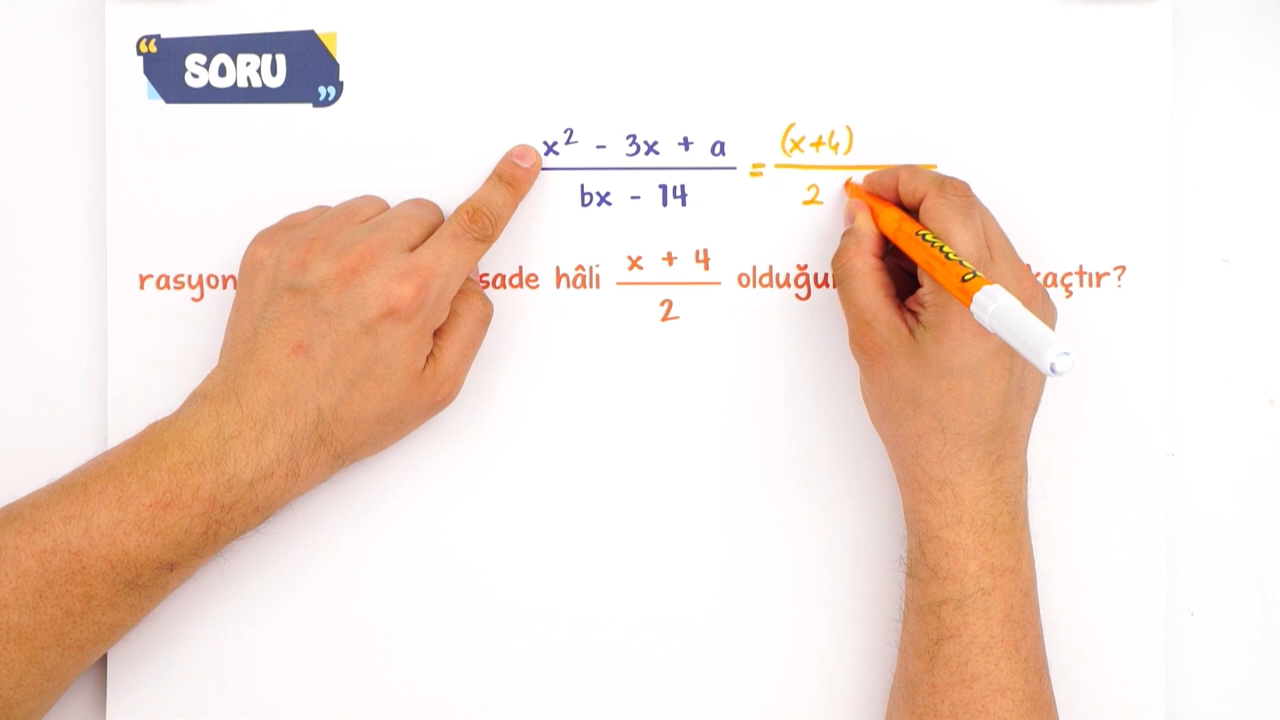 SORU
x² - 3x + a = (x+4)
bx - 14 2
rasyon sade hâli x + 4 olduğu kaçtır?
2